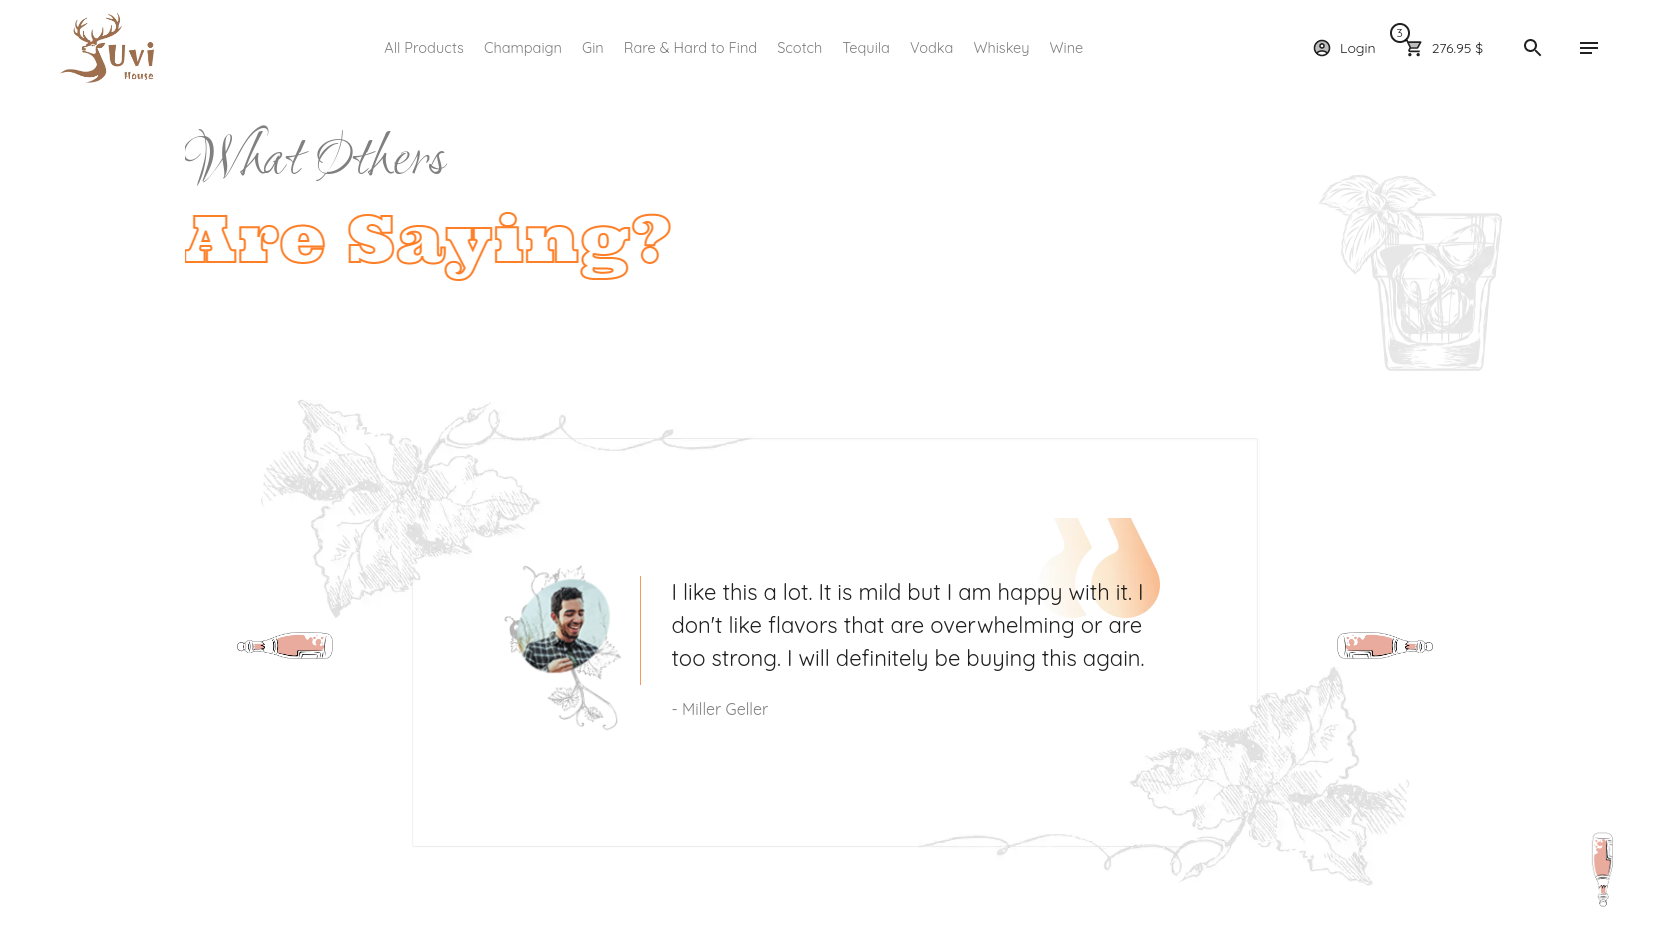 Uvi
House
All Products
Champaign
Gin
Rare & Hard to Find
Scotch
Tequila
Vodka
Whiskey
Wine
Login
3
276.95 $
What Others
Are Saying?
I like this a lot. It is mild but I am happy with it. I
don't like flavors that are overwhelming or are
too strong. I will definitely be buying this again.
- Miller Geller